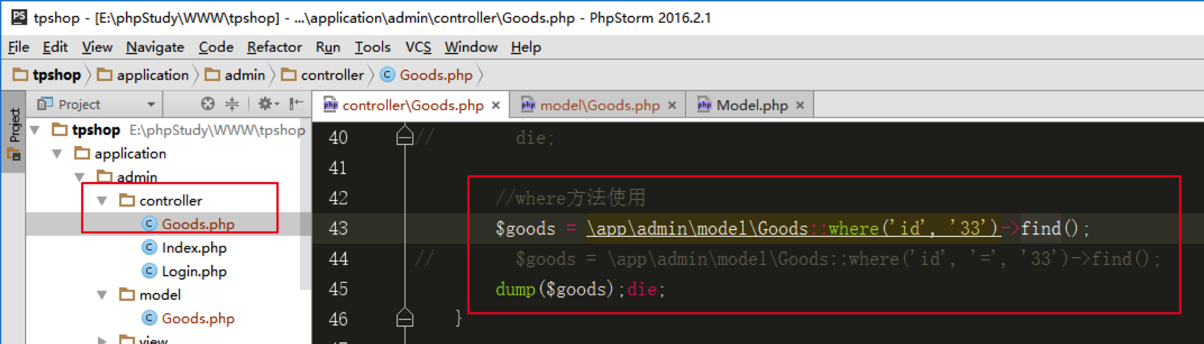 PS tpshop - [E:\phpStudy\WWW\tpshop] - ...\application\admin\controller\Goods.php - PhpStorm 2016.2.1
File Edit View Navigate Code Refactor Run Tools VCS Window Help
tpshop application admin controller Goods.php
Project controller\Goods.php model\Goods.php Model.php
Project
tpshop E:\phpStudy\WWW\tpshop
application
admin
controller
Goods.php
Index.php
Login.php
model
Goods.php
view
40 // die;
41
42 //where方法使用
43 $goods = \app\admin\model\Goods::where('id', '33')->find();
44 // $goods = \app\admin\model\Goods::where('id', '=', '33')->find();
45 dump($goods);die;
46 }